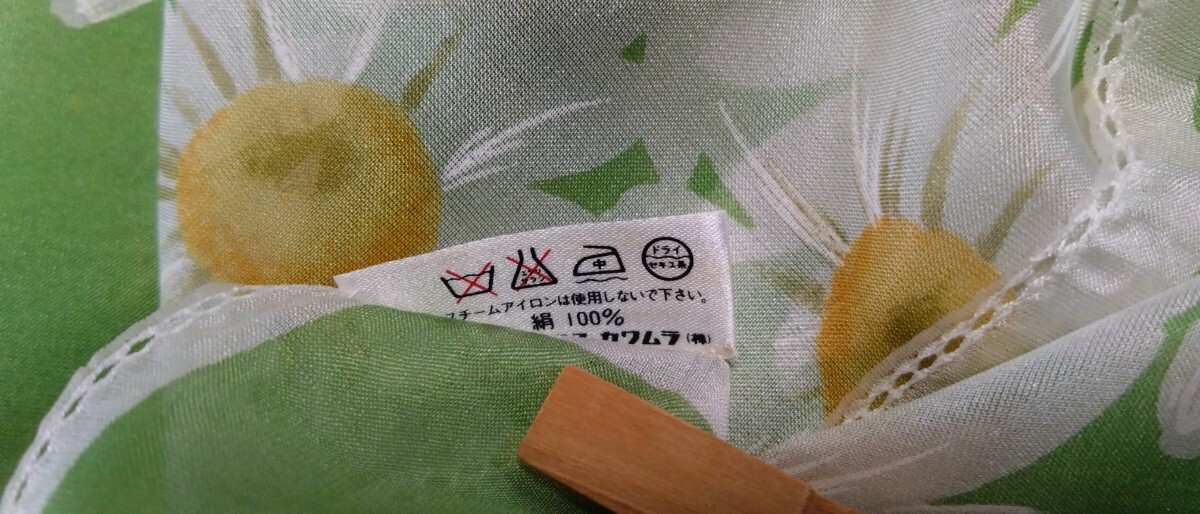 中 ドライ
セキユ系
スチームアイロンは使用しないで下さい。
絹 100%
カワムラ(株)